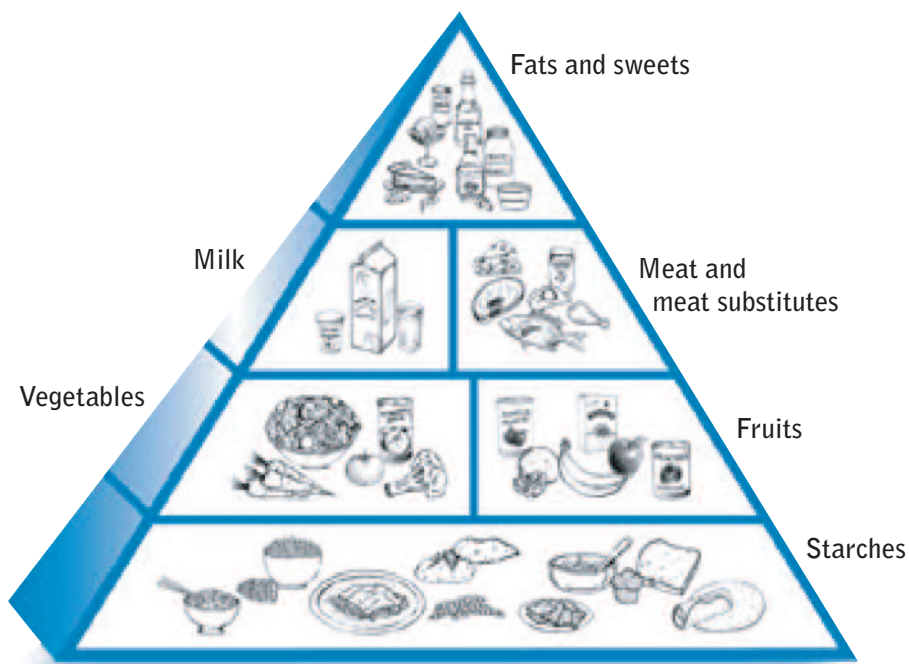 Fats and sweets
Milk
Meat and
meat substitutes
Vegetables
Fruits
Starches